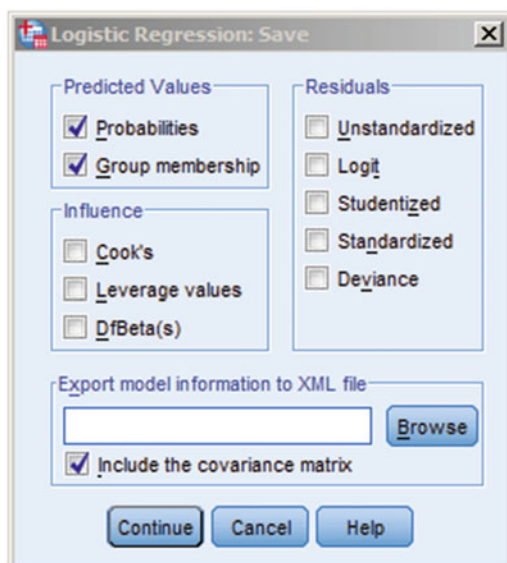 Logistic Regression: Save
Predicted Values
Probabilities
Group membership
Influence
Cook's
Leverage values
DfBeta(s)
Residuals
Unstandardized
Logit
Studentized
Standardized
Deviance
Export model information to XML file
Browse
Include the covariance matrix
Continue Cancel Help